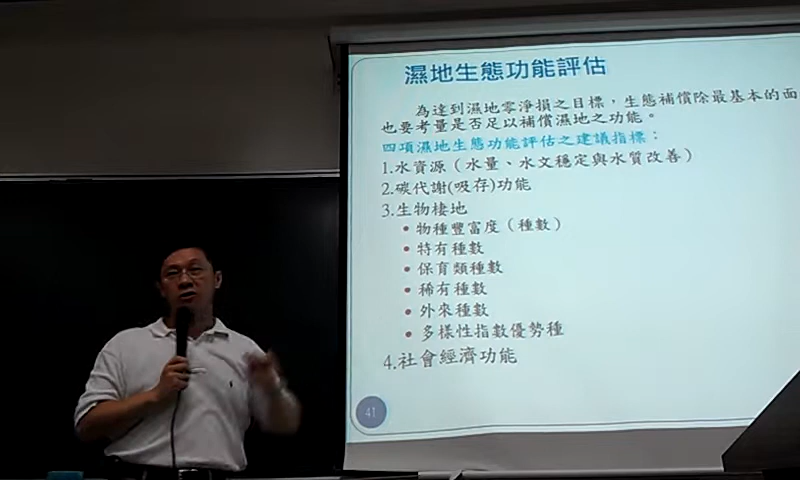 濕地生態功能評估
為達到濕地零淨損之目標，生態補償除最基本的面
也要考量是否足以補償濕地之功能。
四項濕地生態功能評估之建議指標：
1.水資源（水量、水文穩定與水質改善）
2.碳代謝(吸存)功能
3.生物棲地
• 物種豐富度（種數）
• 特有種數
• 保育類種數
• 稀有種數
• 外來種數
• 多樣性指數優勢種
4.社會經濟功能
41